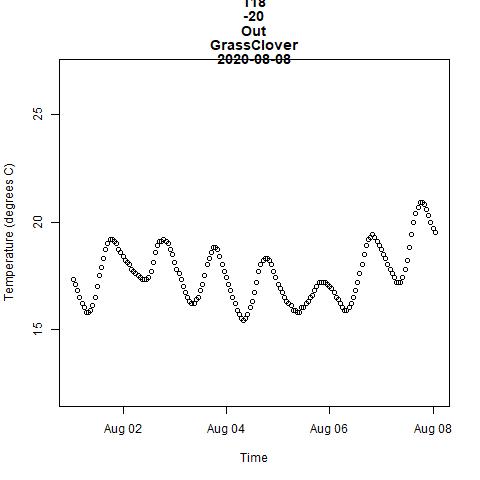 T18
-20
Out
GrassClover
2020-08-08
25
20
15
Temperature (degrees C)
Aug 02
Aug 04
Aug 06
Aug 08
Time